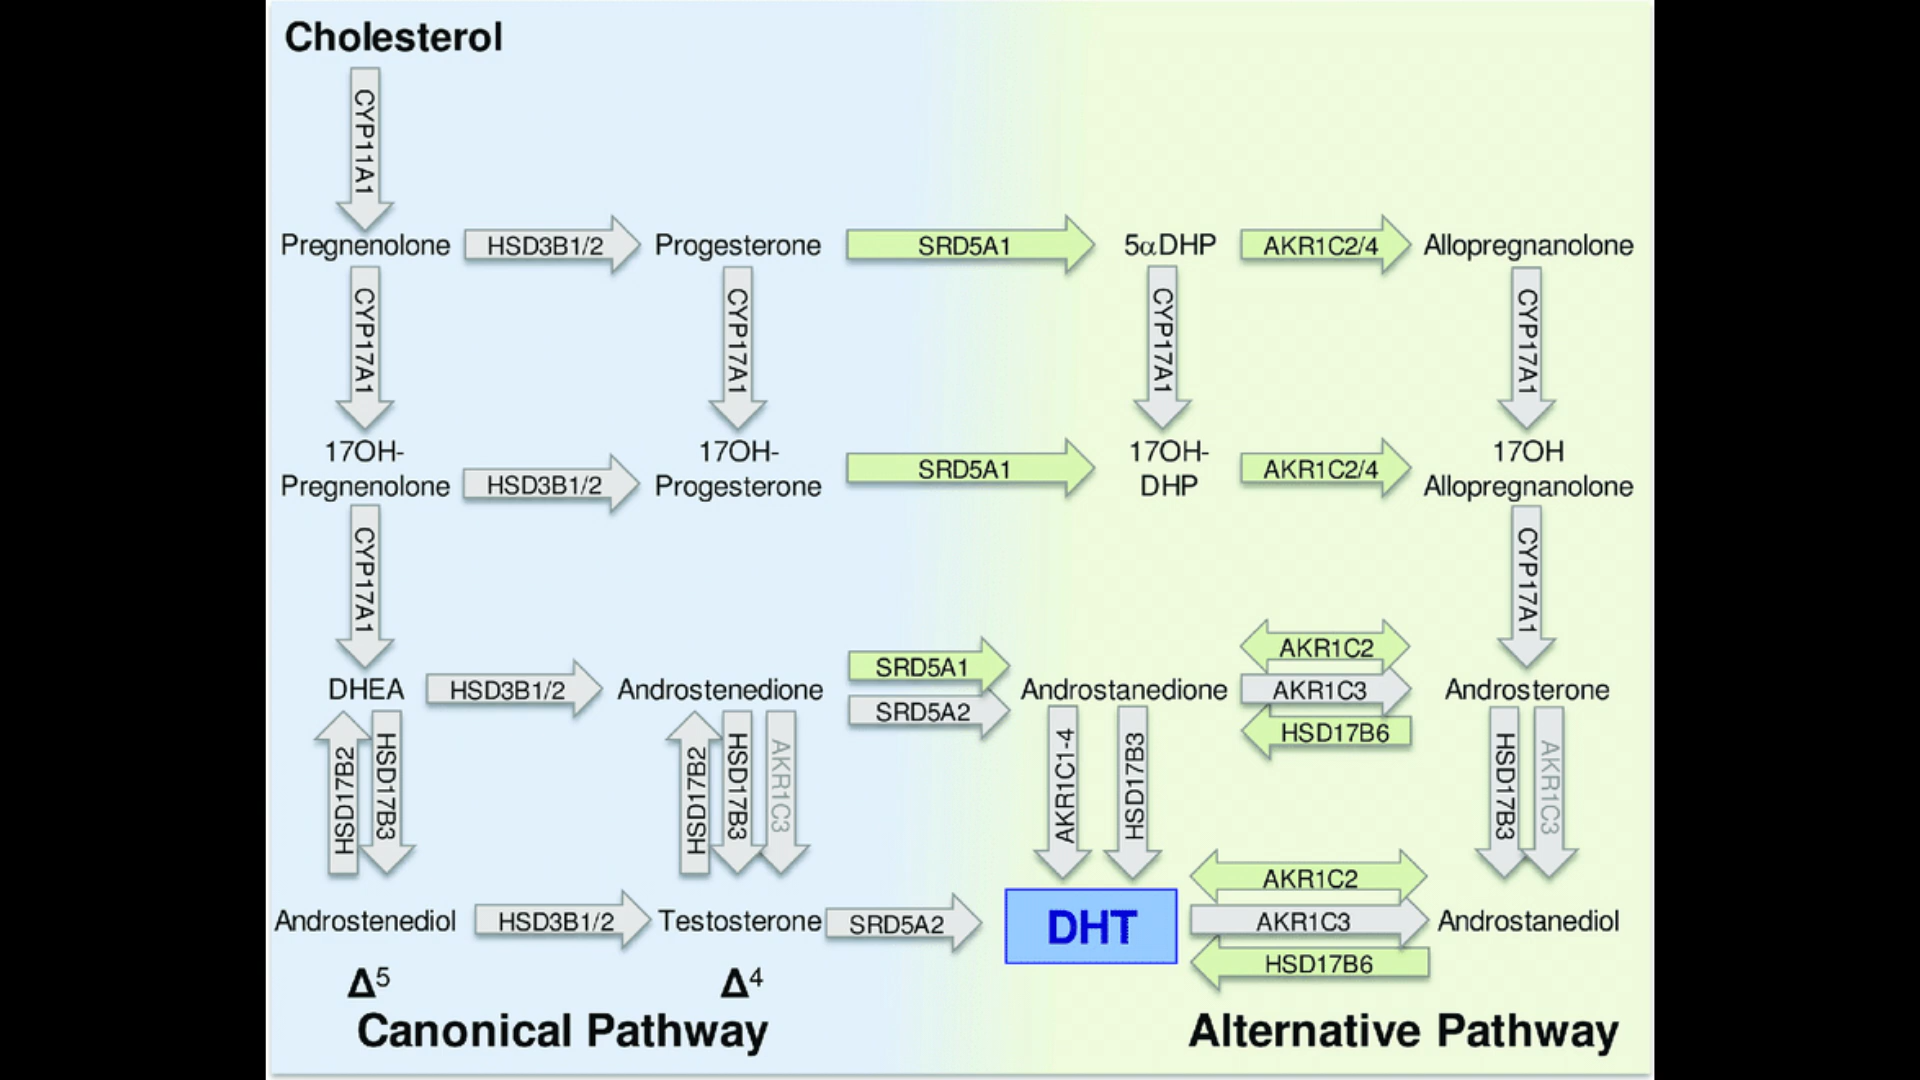 Cholesterol
CYP11A1
Pregnenolone
HSD3B1/2
Progesterone
SRD5A1
5αDHP
AKR1C2/4
Allopregnanolone
CYP17A1
CYP17A1
CYP17A1
CYP17A1
17OH-
Pregnenolone
HSD3B1/2
17OH-
Progesterone
SRD5A1
17OH-
DHP
AKR1C2/4
17OH
Allopregnanolone
CYP17A1
CYP17A1
DHEA
HSD3B1/2
Androstenedione
SRD5A1
SRD5A2
Androstanedione
AKR1C2
AKR1C3
HSD17B6
Androsterone
HSD17B2
HSD17B3
HSD17B2
HSD17B3
AKR1C3
AKR1C1-4
HSD17B3
HSD17B3
AKR1C3
Androstenediol
HSD3B1/2
Testosterone
SRD5A2
DHT
AKR1C2
AKR1C3
HSD17B6
Androstanediol
Δ⁵
Δ⁴
Canonical Pathway
Alternative Pathway